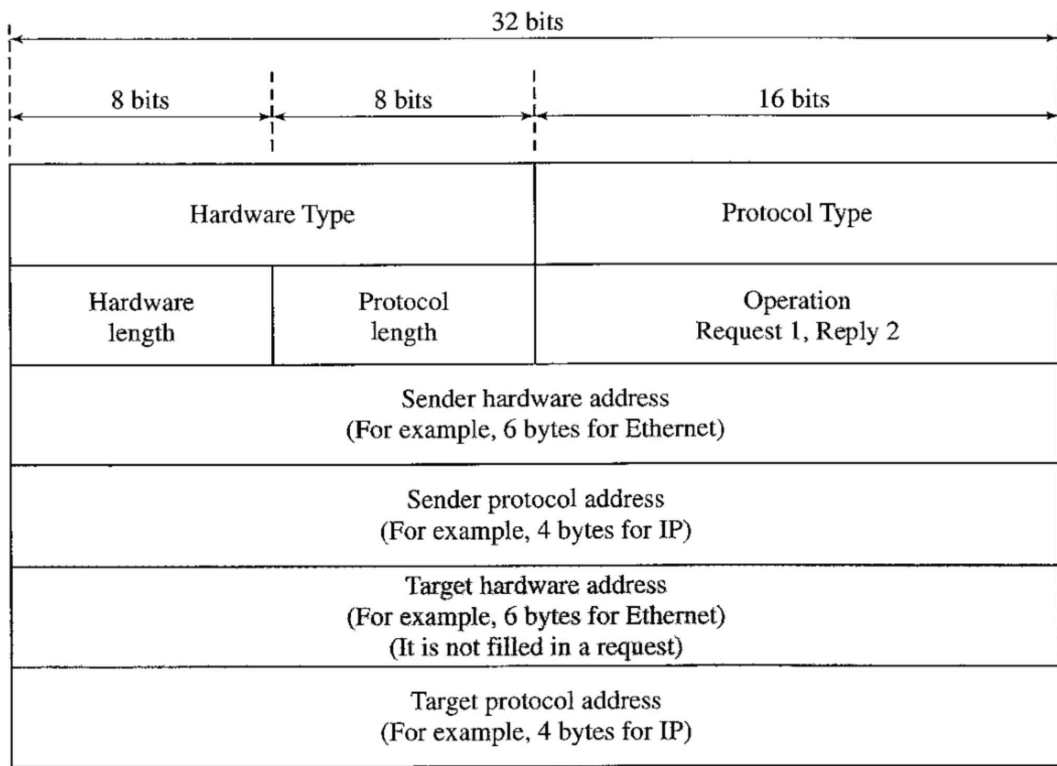 32 bits
8 bits 8 bits 16 bits
Hardware Type Protocol Type
Hardware length Protocol length Operation
Request 1, Reply 2
Sender hardware address
(For example, 6 bytes for Ethernet)
Sender protocol address
(For example, 4 bytes for IP)
Target hardware address
(For example, 6 bytes for Ethernet)
(It is not filled in a request)
Target protocol address
(For example, 4 bytes for IP)